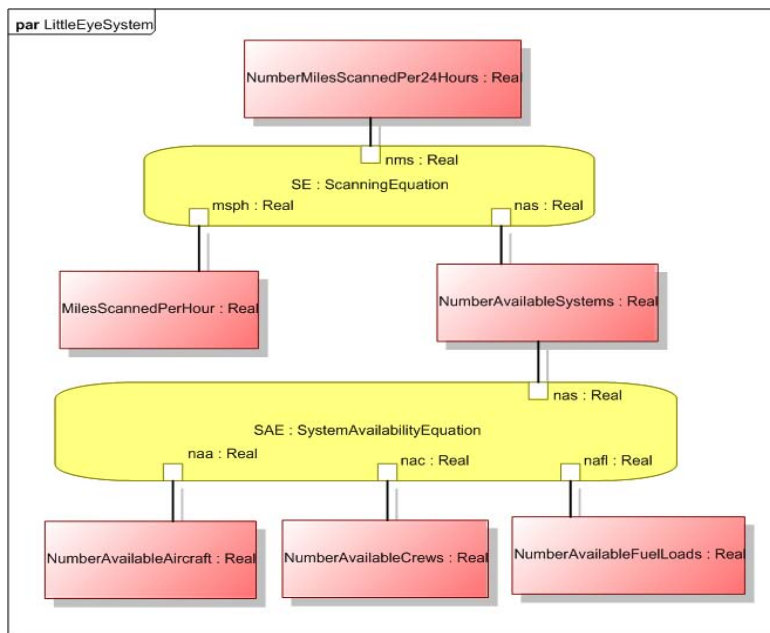 par LittleEyeSystem
NumberMilesScannedPer24Hours : Real
nms : Real
SE : ScanningEquation
msph : Real
nas : Real
MilesScannedPerHour : Real
NumberAvailableSystems : Real
nas : Real
SAE : SystemAvailabilityEquation
naa : Real
nac : Real
nafl : Real
NumberAvailableAircraft : Real
NumberAvailableCrews : Real
NumberAvailableFuelLoads : Real